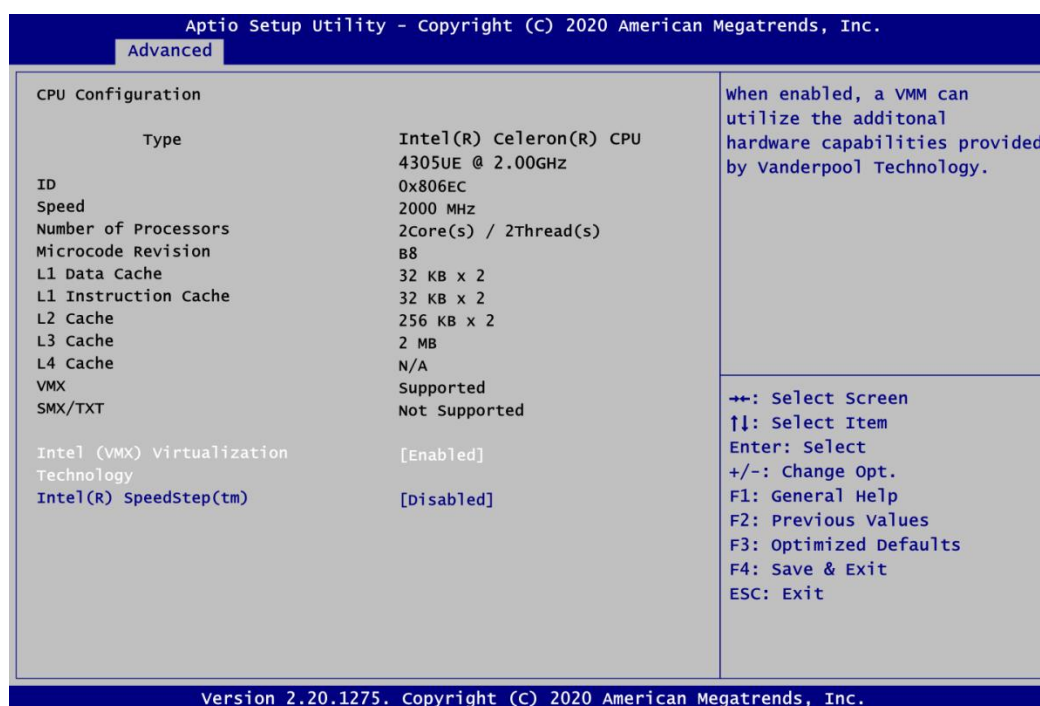 Aptio Setup Utility – Copyright (C) 2020 American Megatrends, Inc.
Advanced
CPU Configuration
Type Intel(R) Celeron(R) CPU
4305UE @ 2.00GHz
ID 0x806EC
Speed 2000 MHz
Number of Processors 2Core(s) / 2Thread(s)
Microcode Revision B8
L1 Data Cache 32 KB x 2
L1 Instruction Cache 32 KB x 2
L2 Cache 256 KB x 2
L3 Cache 2 MB
L4 Cache N/A
VMX Supported
SMX/TXT Not Supported
Intel (VMX) Virtualization [Enabled]
Technology
Intel(R) SpeedStep(tm) [Disabled]
When enabled, a VMM can
utilize the additonal
hardware capabilities provided
by Vanderpool Technology.
→←: Select Screen
↑↓: Select Item
Enter: Select
+/-: Change Opt.
F1: General Help
F2: Previous Values
F3: Optimized Defaults
F4: Save & Exit
ESC: Exit
Version 2.20.1275. Copyright (C) 2020 American Megatrends, Inc.